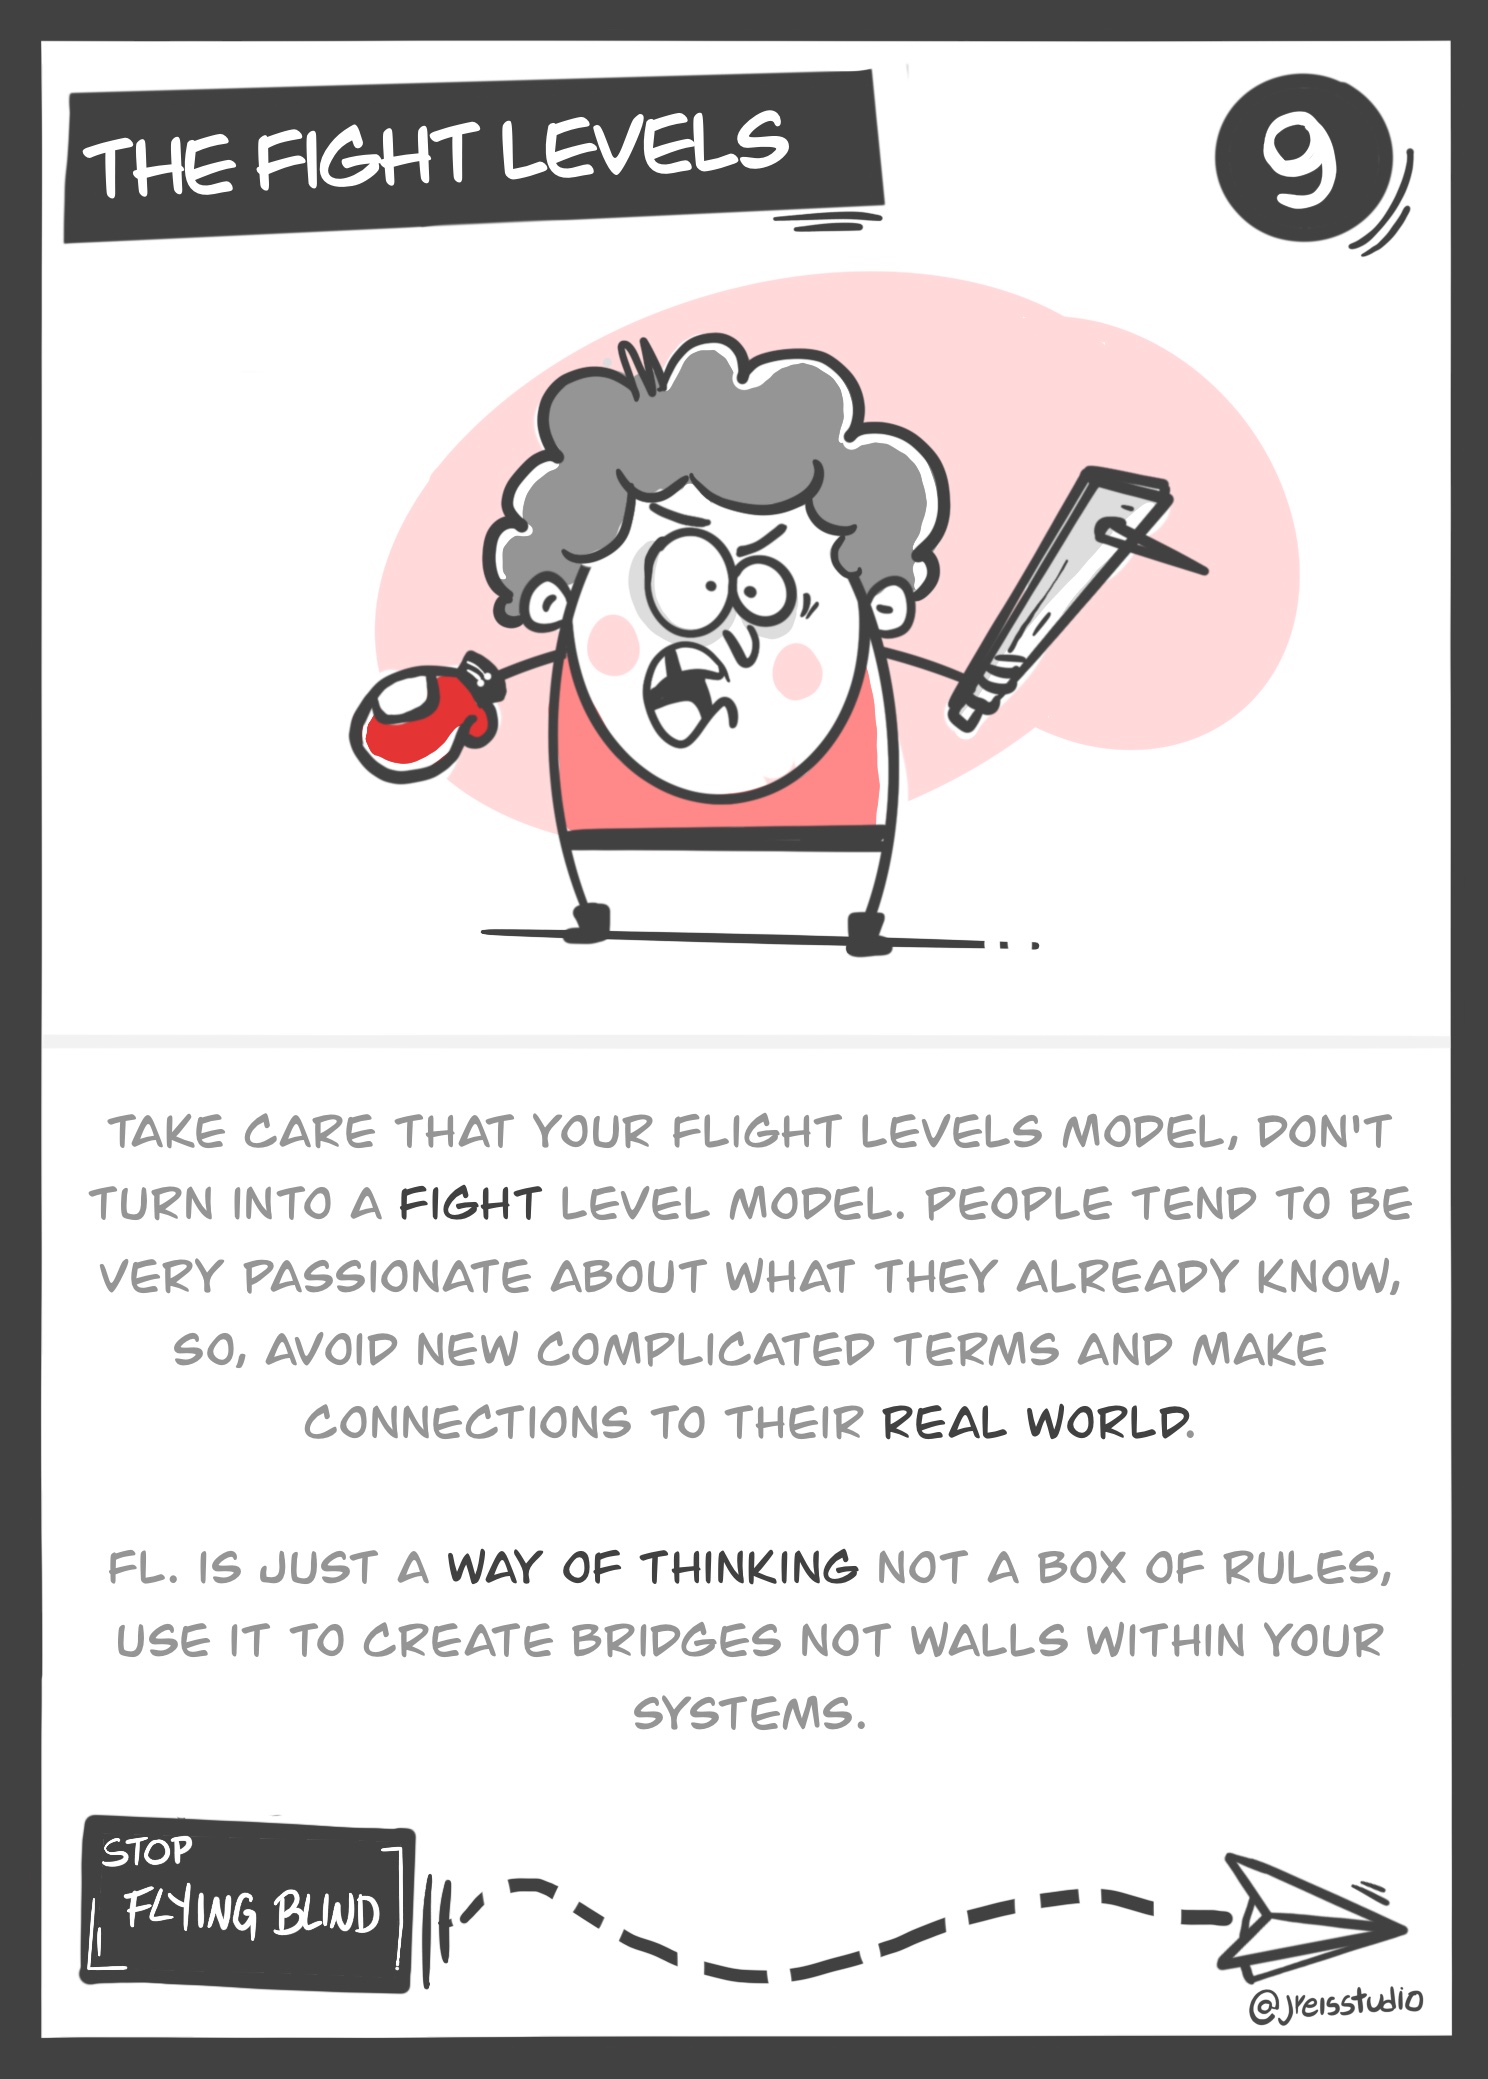 THE FIGHT LEVELS
9
TAKE CARE THAT YOUR FLIGHT LEVELS MODEL, DON'T
TURN INTO A FIGHT LEVEL MODEL. PEOPLE TEND TO BE
VERY PASSIONATE ABOUT WHAT THEY ALREADY KNOW,
SO, AVOID NEW COMPLICATED TERMS AND MAKE
CONNECTIONS TO THEIR REAL WORLD.
FL. IS JUST A WAY OF THINKING NOT A BOX OF RULES,
USE IT TO CREATE BRIDGES NOT WALLS WITHIN YOUR
SYSTEMS.
STOP
FLYING BLIND
@jreisstudio